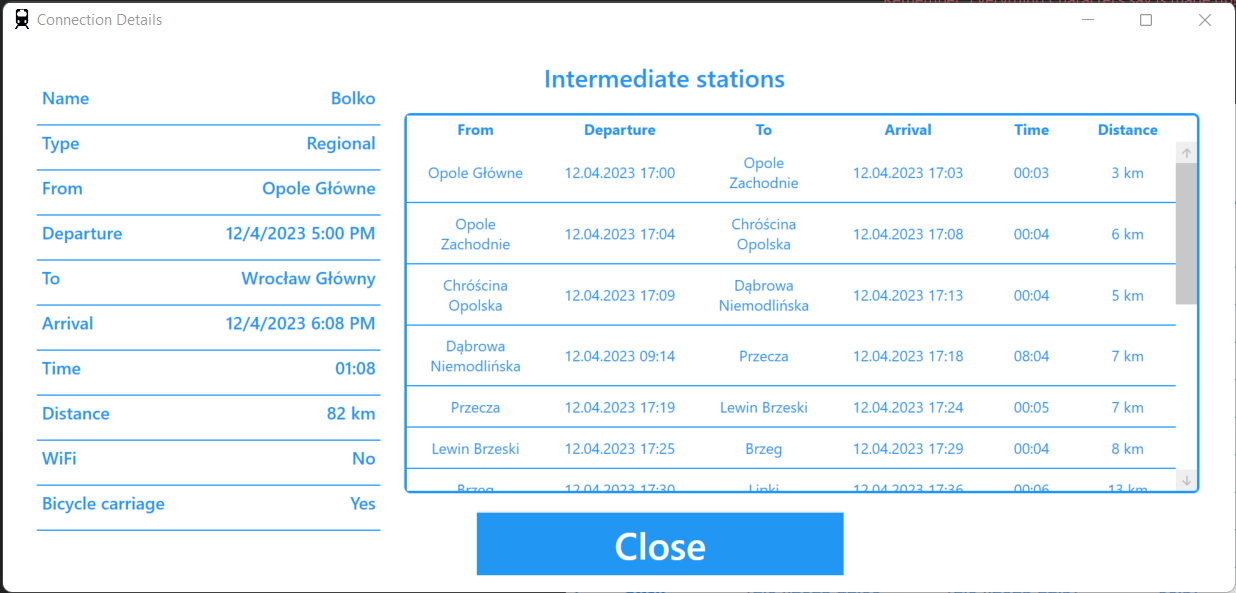 Connection Details
Name Bolko
Type Regional
From Opole Główne
Departure 12/4/2023 5:00 PM
To Wrocław Główny
Arrival 12/4/2023 6:08 PM
Time 01:08
Distance 82 km
WiFi No
Bicycle carriage Yes
Intermediate stations
From Departure To Arrival Time Distance
Opole Główne 12.04.2023 17:00 Opole Zachodnie 12.04.2023 17:03 00:03 3 km
Opole Zachodnie 12.04.2023 17:04 Chróścina Opolska 12.04.2023 17:08 00:04 6 km
Chróścina Opolska 12.04.2023 17:09 Dąbrowa Niemodlińska 12.04.2023 17:13 00:04 5 km
Dąbrowa Niemodlińska 12.04.2023 09:14 Przecza 12.04.2023 17:18 08:04 7 km
Przecza 12.04.2023 17:19 Lewin Brzeski 12.04.2023 17:24 00:05 7 km
Lewin Brzeski 12.04.2023 17:25 Brzeg 12.04.2023 17:29 00:04 8 km
Brzeg 12.04.2023 17:30 Lipki 12.04.2023 17:36 00:06 13 km
Close